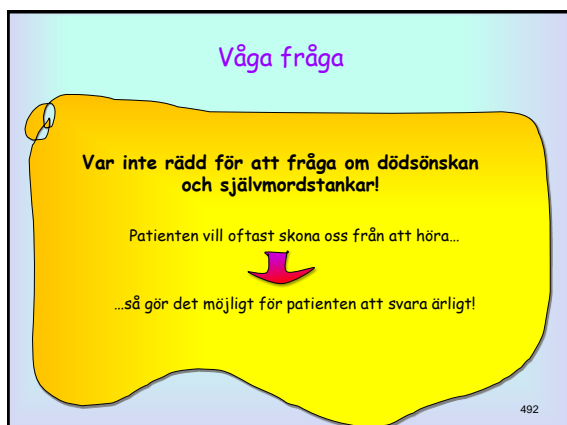 Våga fråga
Var inte rädd för att fråga om dödsönskan
och självmordstankar!
Patienten vill oftast skona oss från att höra…
…så gör det möjligt för patienten att svara ärligt!
492